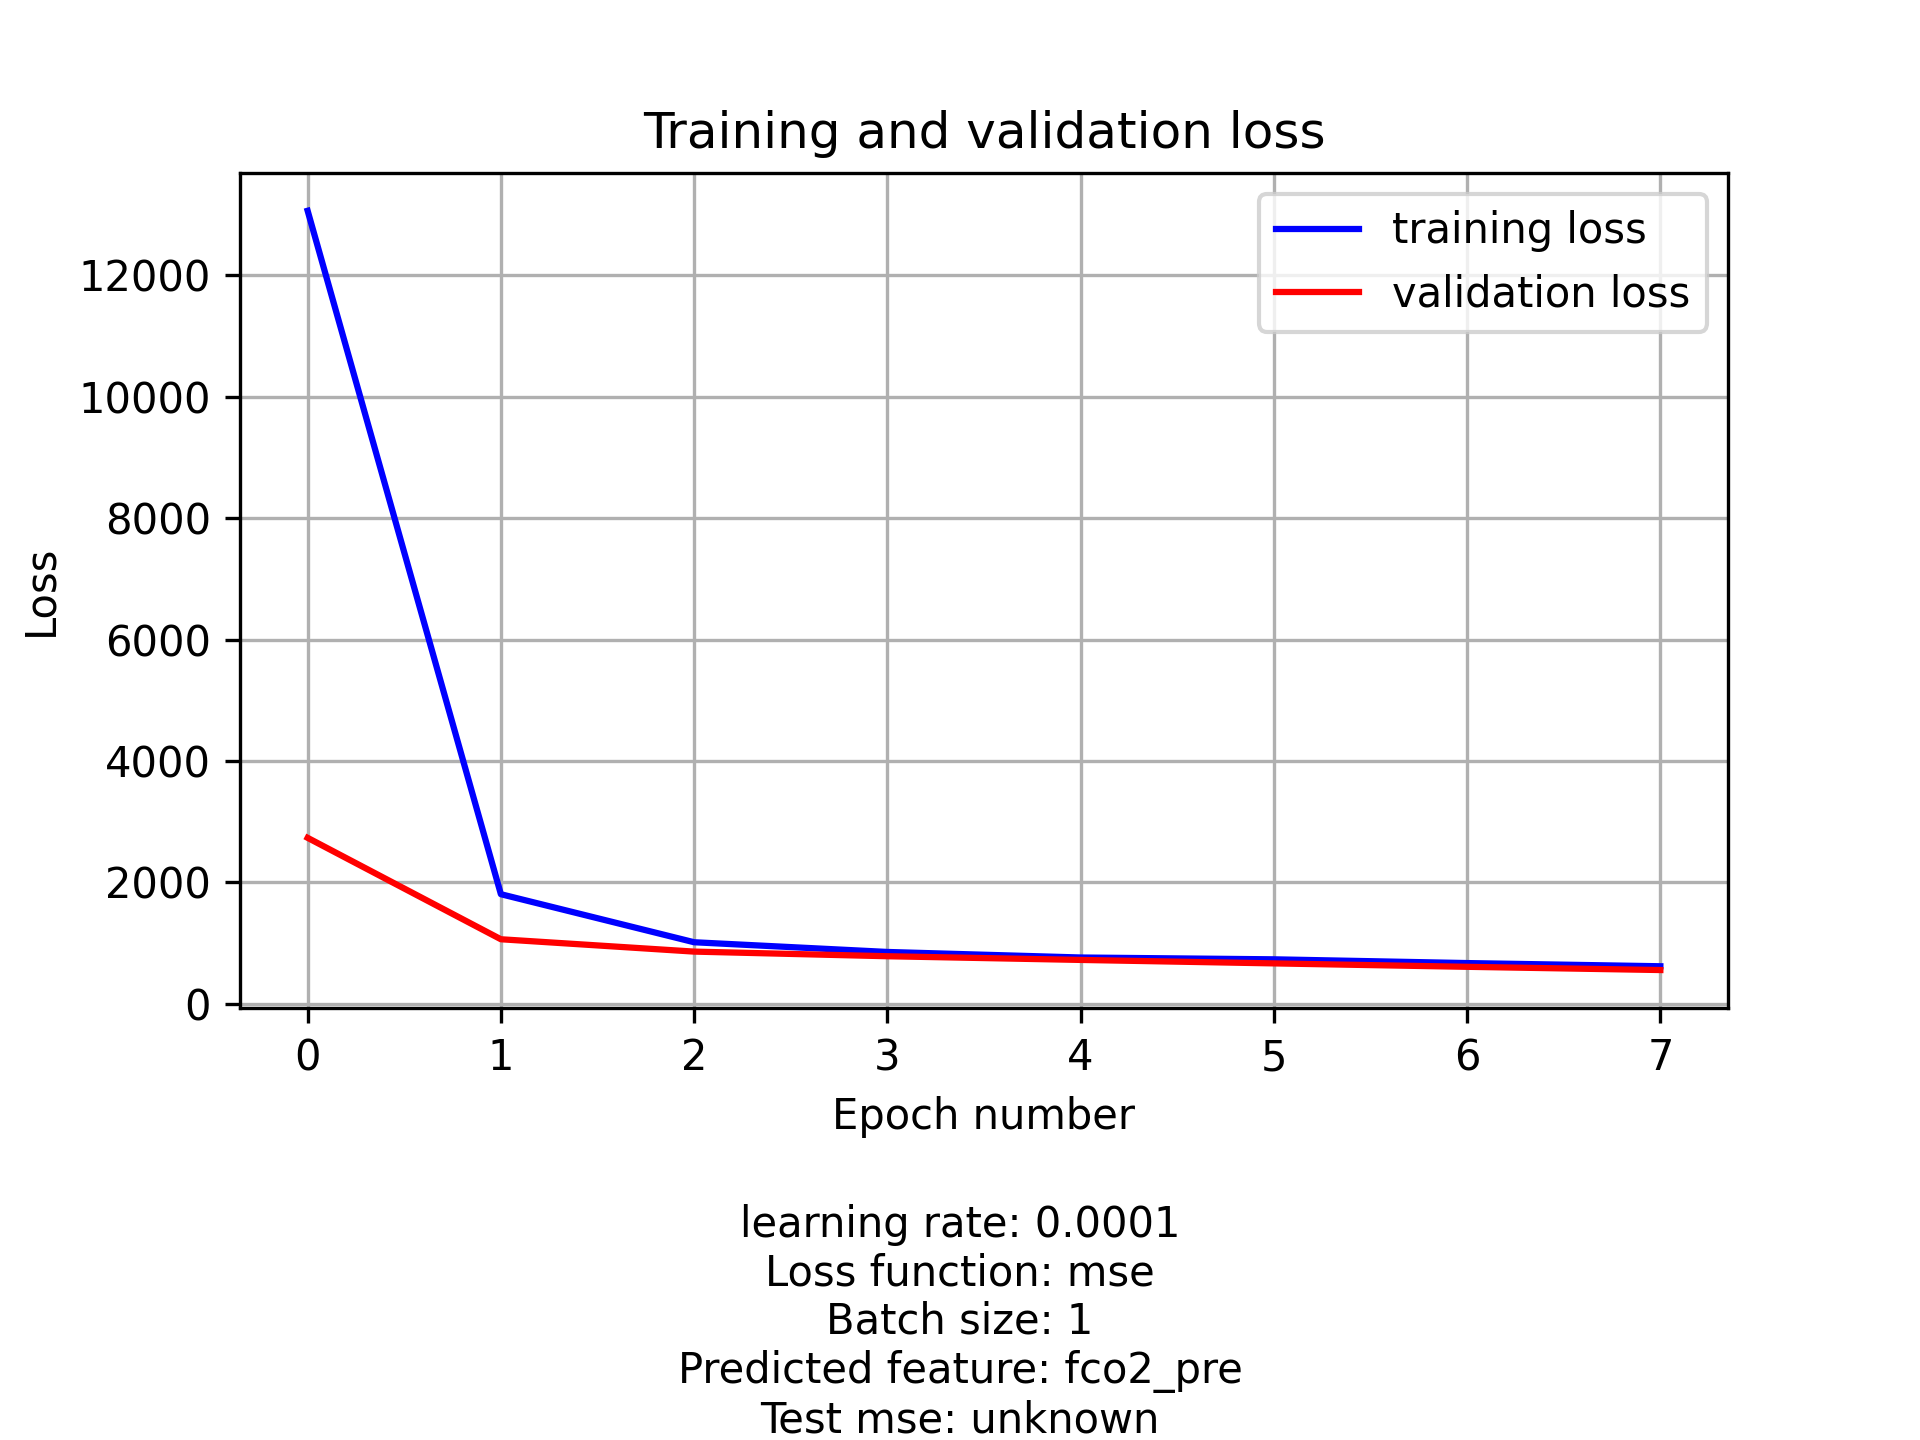 Training and validation loss
training loss
validation loss
12000
10000
8000
6000
4000
2000
0
Loss
0 1 2 3 4 5 6 7
Epoch number
learning rate: 0.0001
Loss function: mse
Batch size: 1
Predicted feature: fco2_pre
Test mse: unknown